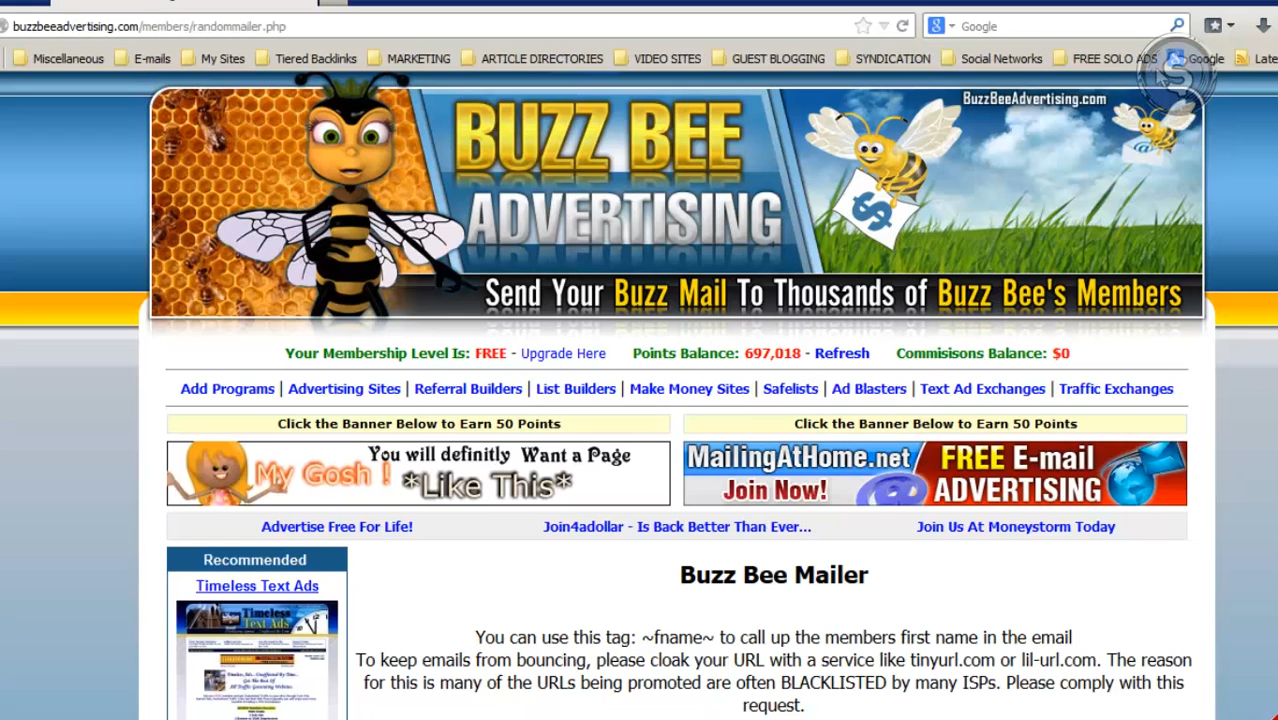 buzzbeeadvertising.com/members/randommailer.php
Google
Miscellaneous E-mails My Sites Tiered Backlinks MARKETING ARTICLE DIRECTORIES VIDEO SITES GUEST BLOGGING SYNDICATION Social Networks FREE SOLO ADS Google Late
BuzzBeeAdvertising.com
BUZZ BEE
ADVERTISING
Send Your Buzz Mail To Thousands of Buzz Bee's Members
Your Membership Level Is: FREE - Upgrade Here Points Balance: 697,018 - Refresh Commisisons Balance: $0
Add Programs | Advertising Sites | Referral Builders | List Builders | Make Money Sites | Safelists | Ad Blasters | Text Ad Exchanges | Traffic Exchanges
Click the Banner Below to Earn 50 Points
Click the Banner Below to Earn 50 Points
You will definitly Want a Page
My Gosh ! *Like This*
MailingAtHome.net
Join Now!
FREE E-mail
ADVERTISING
Advertise Free For Life! Join4adollar - Is Back Better Than Ever... Join Us At Moneystorm Today
Recommended
Timeless Text Ads
Timeless
Text Ads
Buzz Bee Mailer
You can use this tag: ~fname~ to call up the members first name in the email
To keep emails from bouncing, please cloak your URL with a service like tinyurl.com or lil-url.com. The reason
for this is many of the URLs being promoted are often BLACKLISTED by my ISPs. Please comply with this
request.